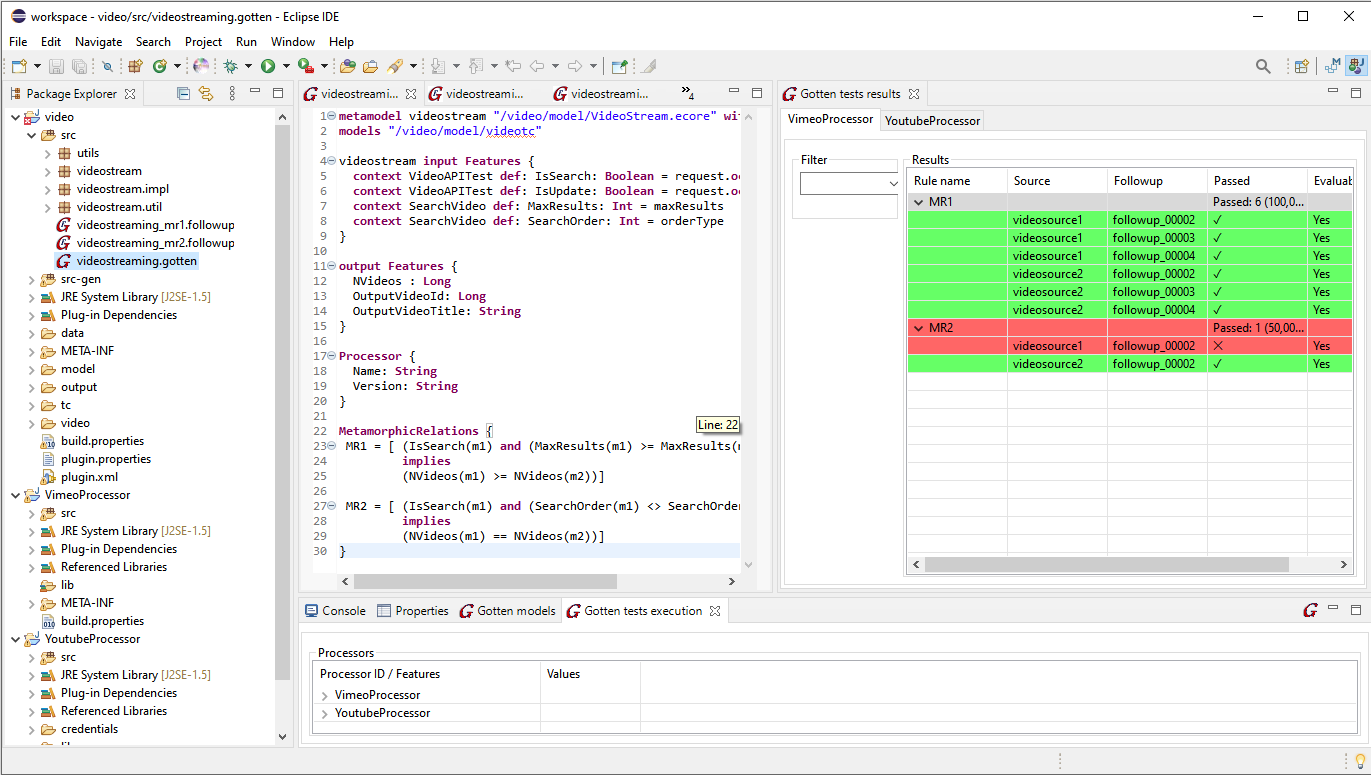 workspace - video/src/videostreaming.gotten - Eclipse IDE
File Edit Navigate Search Project Run Window Help
Package Explorer
video
src
utils
videostream
videostream.impl
videostream.util
videostreaming_mr1.followup
videostreaming_mr2.followup
videostreaming.gotten
src-gen
JRE System Library [J2SE-1.5]
Plug-in Dependencies
data
META-INF
model
output
tc
video
build.properties
plugin.properties
plugin.xml
VimeoProcessor
src
JRE System Library [J2SE-1.5]
Plug-in Dependencies
Referenced Libraries
lib
META-INF
build.properties
YoutubeProcessor
src
JRE System Library [J2SE-1.5]
Plug-in Dependencies
Referenced Libraries
credentials
videostreami... videostreami... videostreami... »4
1 metamodel videostream "/video/model/VideoStream.ecore" wit
2 models "/video/model/videotc"
3
4 videostream input Features {
5 context VideoAPITest def: IsSearch: Boolean = request.oc
6 context VideoAPITest def: IsUpdate: Boolean = request.oc
7 context SearchVideo def: MaxResults: Int = maxResults
8 context SearchVideo def: SearchOrder: Int = orderType
9 }
10
11 output Features {
12 NVideos : Long
13 OutputVideoId: Long
14 OutputVideoTitle: String
15 }
16
17 Processor {
18 Name: String
19 Version: String
20 }
21
22 MetamorphicRelations {
Line: 22
23 MR1 = [ (IsSearch(m1) and (MaxResults(m1) >= MaxResults(m
24 implies
25 (NVideos(m1) >= NVideos(m2))]
26
27 MR2 = [ (IsSearch(m1) and (SearchOrder(m1) <> SearchOrder
28 implies
29 (NVideos(m1) == NVideos(m2))]
30 }
Gotten tests results
VimeoProcessor YoutubeProcessor
Filter
Results
Rule name Source Followup Passed Evaluab
MR1 Passed: 6 (100,0...
videosource1 followup_00002 ✓ Yes
videosource1 followup_00003 ✓ Yes
videosource1 followup_00004 ✓ Yes
videosource2 followup_00002 ✓ Yes
videosource2 followup_00003 ✓ Yes
videosource2 followup_00004 ✓ Yes
MR2 Passed: 1 (50,00...
videosource1 followup_00002 ✗ Yes
videosource2 followup_00002 ✓ Yes
Console Properties Gotten models Gotten tests execution
Processors
Processor ID / Features Values
VimeoProcessor
YoutubeProcessor